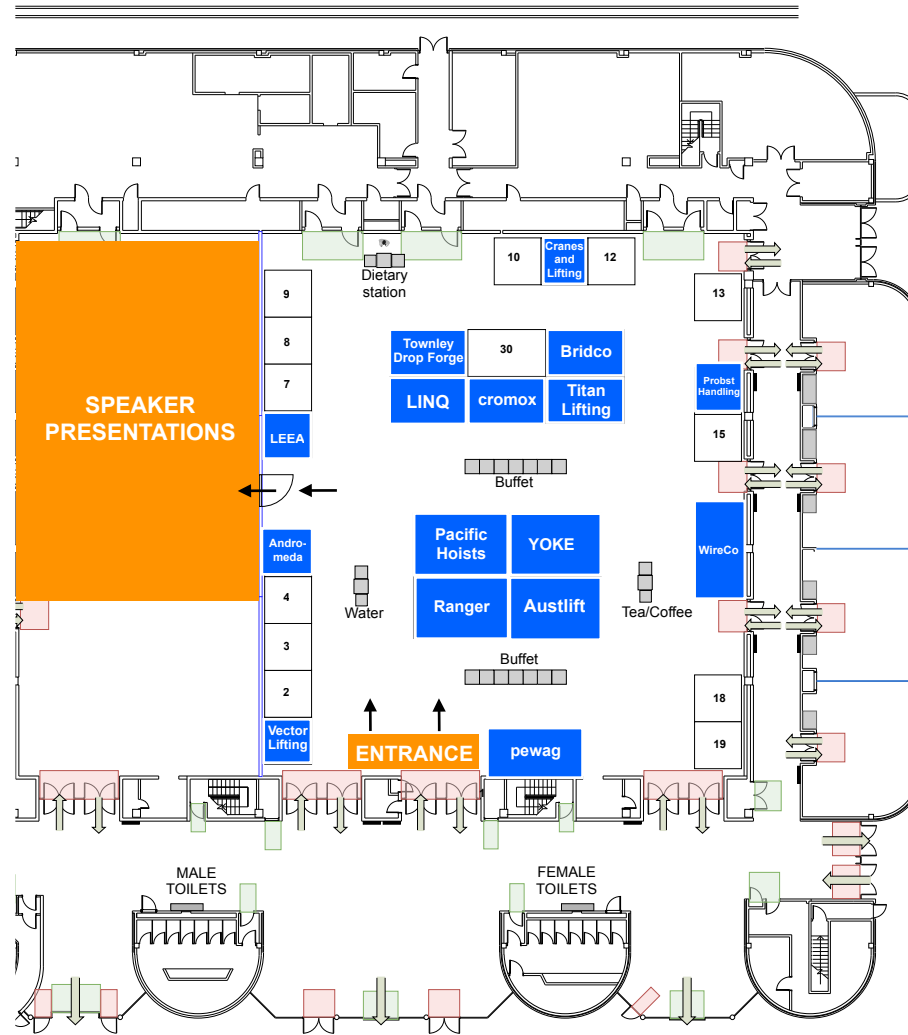 10
Cranes
and
Lifting
12
Dietary
station
9
13
Townley
Drop Forge
30
Bridco
8
7
Probst
Handling
LINQ
cromox
Titan
Lifting
SPEAKER
PRESENTATIONS
LEEA
15
Buffet
Andro-
meda
Pacific
Hoists
YOKE
WireCo
4
Water
Ranger
Austlift
Tea/Coffee
3
Buffet
2
18
Vector
Lifting
ENTRANCE
pewag
19
MALE
TOILETS
FEMALE
TOILETS